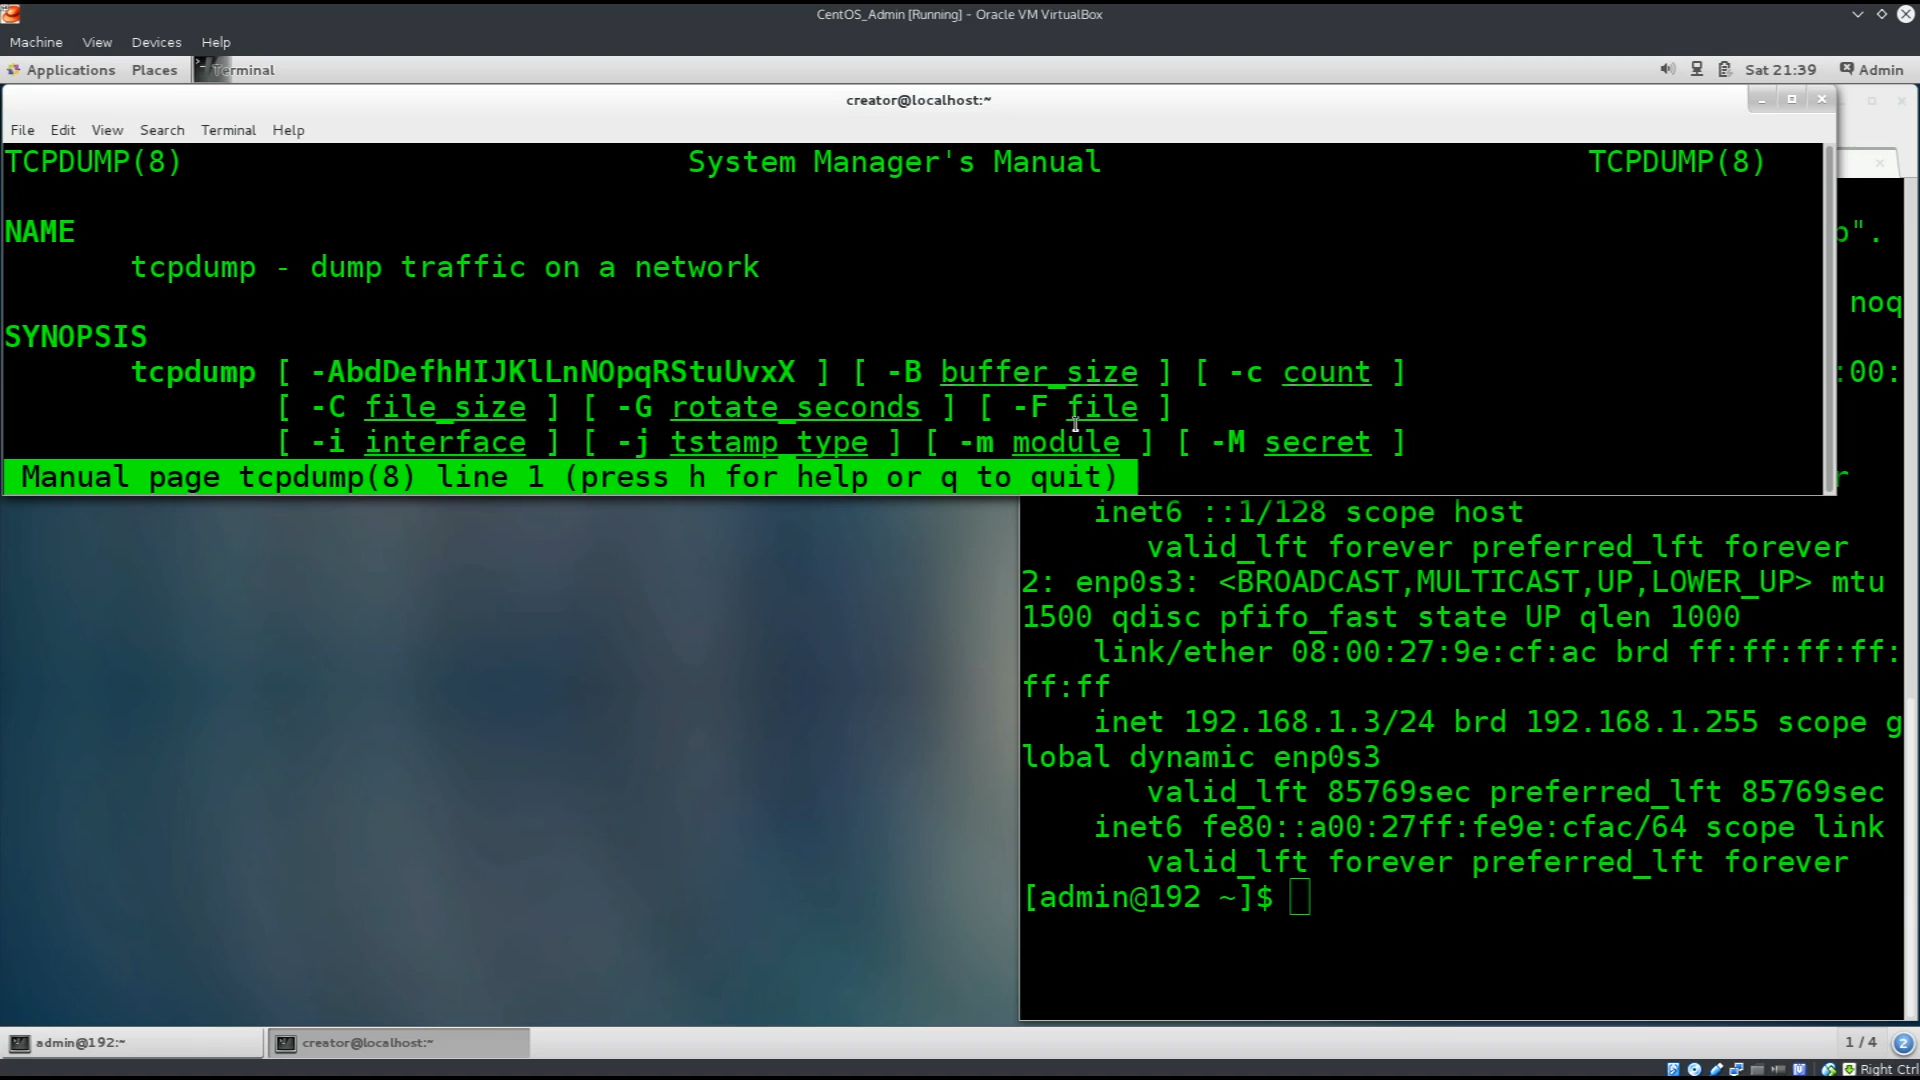 CentOS_Admin [Running] - Oracle VM VirtualBox
Machine View Devices Help
Applications Places Terminal Sat 21:39 Admin
creator@localhost:~
File Edit View Search Terminal Help
TCPDUMP(8) System Manager's Manual TCPDUMP(8)
NAME
tcpdump - dump traffic on a network
SYNOPSIS
tcpdump [ -AbdDefhHIJKlLnNOpqRStuUvxX ] [ -B buffer_size ] [ -c count ]
[ -C file_size ] [ -G rotate_seconds ] [ -F file ]
[ -i interface ] [ -j tstamp_type ] [ -m module ] [ -M secret ]
Manual page tcpdump(8) line 1 (press h for help or q to quit)
".
noq
:00:
inet6 ::1/128 scope host
valid_lft forever preferred_lft forever
2: enp0s3: <BROADCAST,MULTICAST,UP,LOWER_UP> mtu
1500 qdisc pfifo_fast state UP qlen 1000
link/ether 08:00:27:9e:cf:ac brd ff:ff:ff:ff:
ff:ff
inet 192.168.1.3/24 brd 192.168.1.255 scope g
lobal dynamic enp0s3
valid_lft 85769sec preferred_lft 85769sec
inet6 fe80::a00:27ff:fe9e:cfac/64 scope link
valid_lft forever preferred_lft forever
[admin@192 ~]$
admin@192:~ creator@localhost:~ 1 / 4 2
Right Ctrl